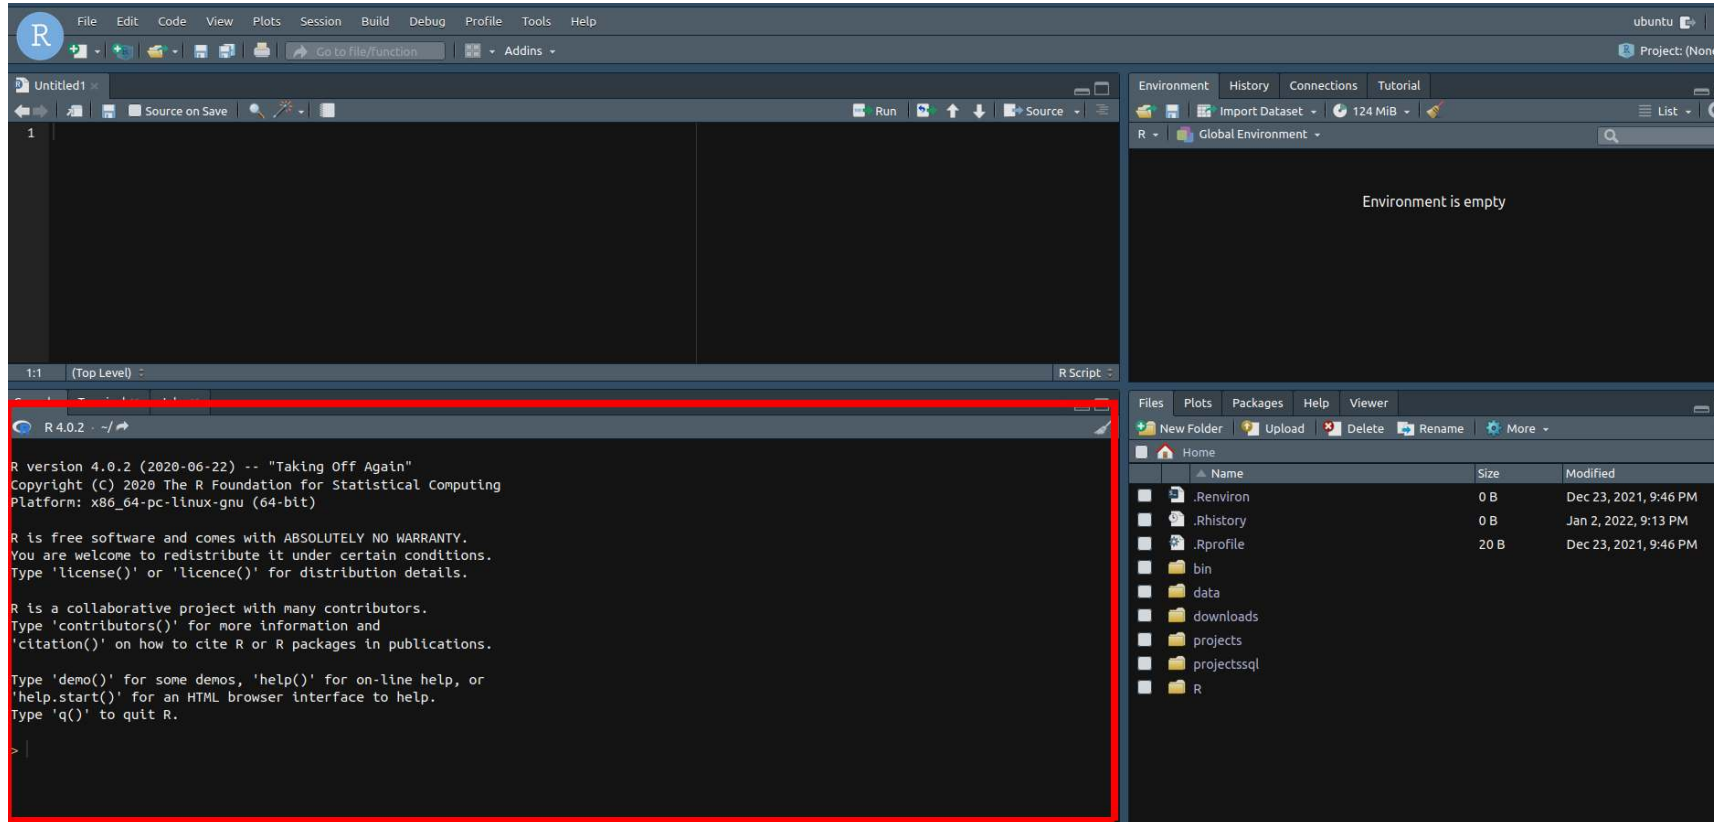 R
File Edit Code View Plots Session Build Debug Profile Tools Help
ubuntu
Go to file/function
Addins
Project: (None
Untitled1
Source on Save
Run
Source
1
1:1 (Top Level)
R Script
Environment History Connections Tutorial
Import Dataset
124 MiB
List
R
Global Environment
Environment is empty
R 4.0.2 · ~/
R version 4.0.2 (2020-06-22) -- "Taking Off Again"
Copyright (C) 2020 The R Foundation for Statistical Computing
Platform: x86_64-pc-linux-gnu (64-bit)
R is free software and comes with ABSOLUTELY NO WARRANTY.
You are welcome to redistribute it under certain conditions.
Type 'license()' or 'licence()' for distribution details.
R is a collaborative project with many contributors.
Type 'contributors()' for more information and
'citation()' on how to cite R or R packages in publications.
Type 'demo()' for some demos, 'help()' for on-line help, or
'help.start()' for an HTML browser interface to help.
Type 'q()' to quit R.
>
Files Plots Packages Help Viewer
New Folder Upload Delete Rename More
Home
Name Size Modified
.Renviron 0 B Dec 23, 2021, 9:46 PM
.Rhistory 0 B Jan 2, 2022, 9:13 PM
.Rprofile 20 B Dec 23, 2021, 9:46 PM
bin
data
downloads
projects
projectssql
R